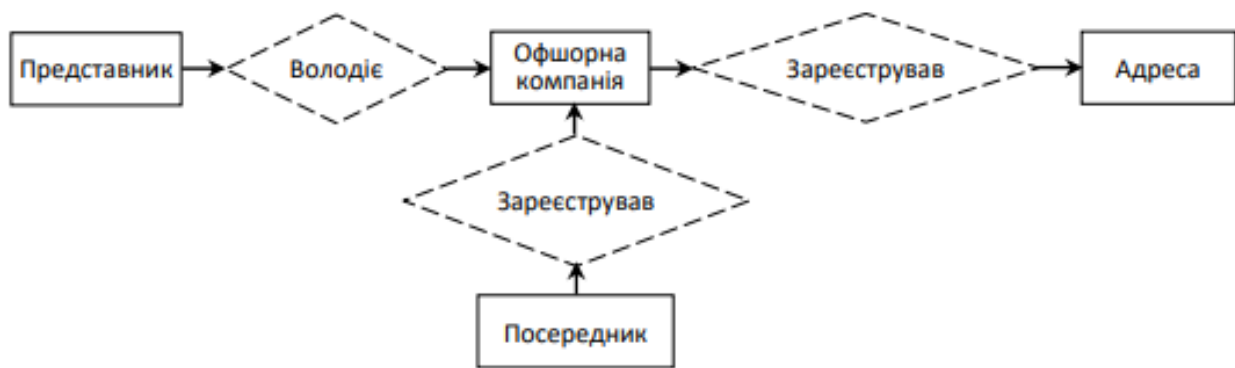 Представник
Володіє
Офшорна
компанія
Зареєстрував
Адреса
Зареєстрував
Посередник